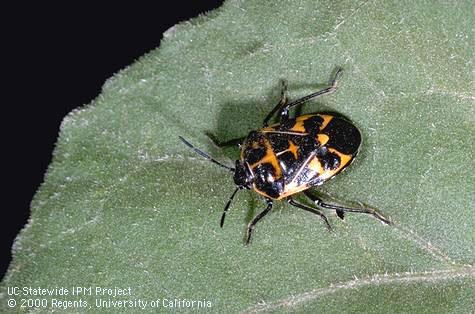 UC Statewide IPM Project
© 2000 Regents, University of California